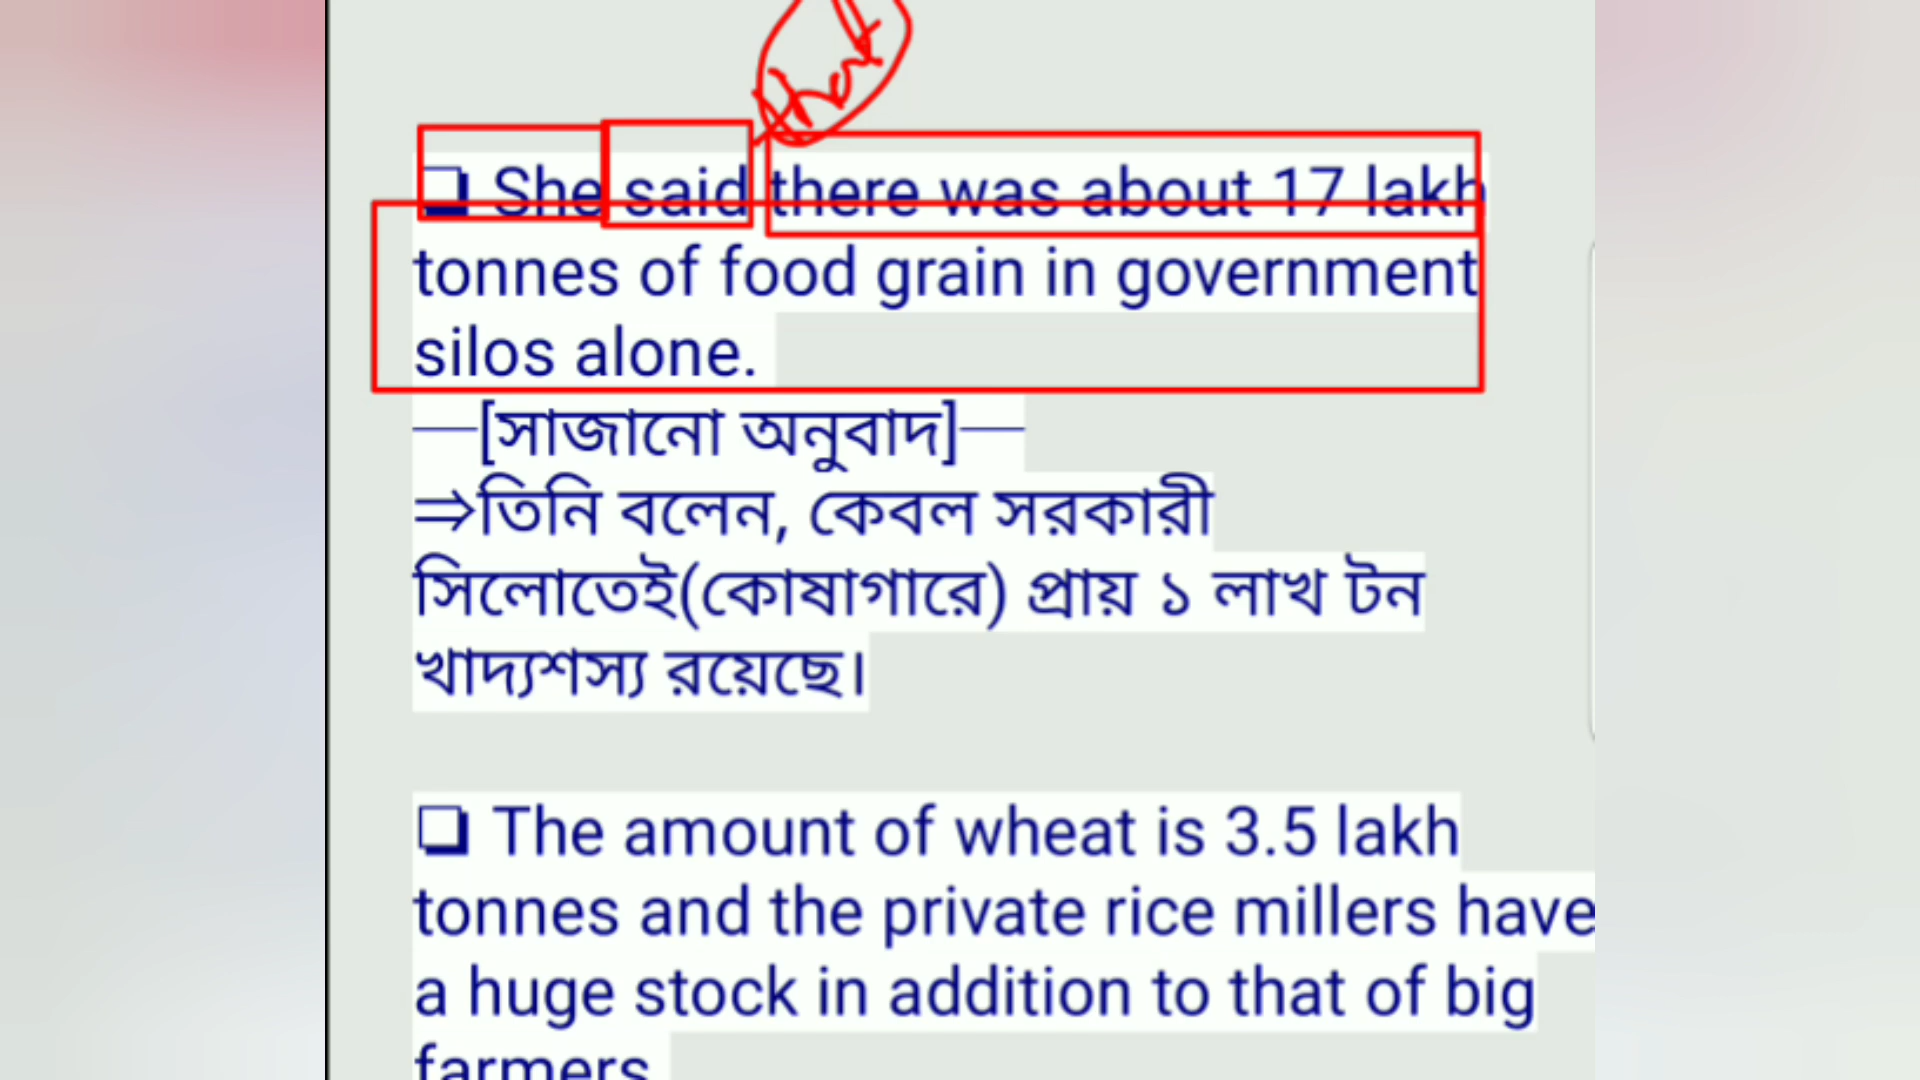 that
❏ She said there was about 17 lakh
tonnes of food grain in government
silos alone.
—[সাজানো অনুবাদ]—
⇒তিনি বলেন, কেবল সরকারী
সিলোতেই(কোষাগারে) প্রায় ১ লাখ টন
খাদ্যশস্য রয়েছে।
❏ The amount of wheat is 3.5 lakh
tonnes and the private rice millers have
a huge stock in addition to that of big
farmers.